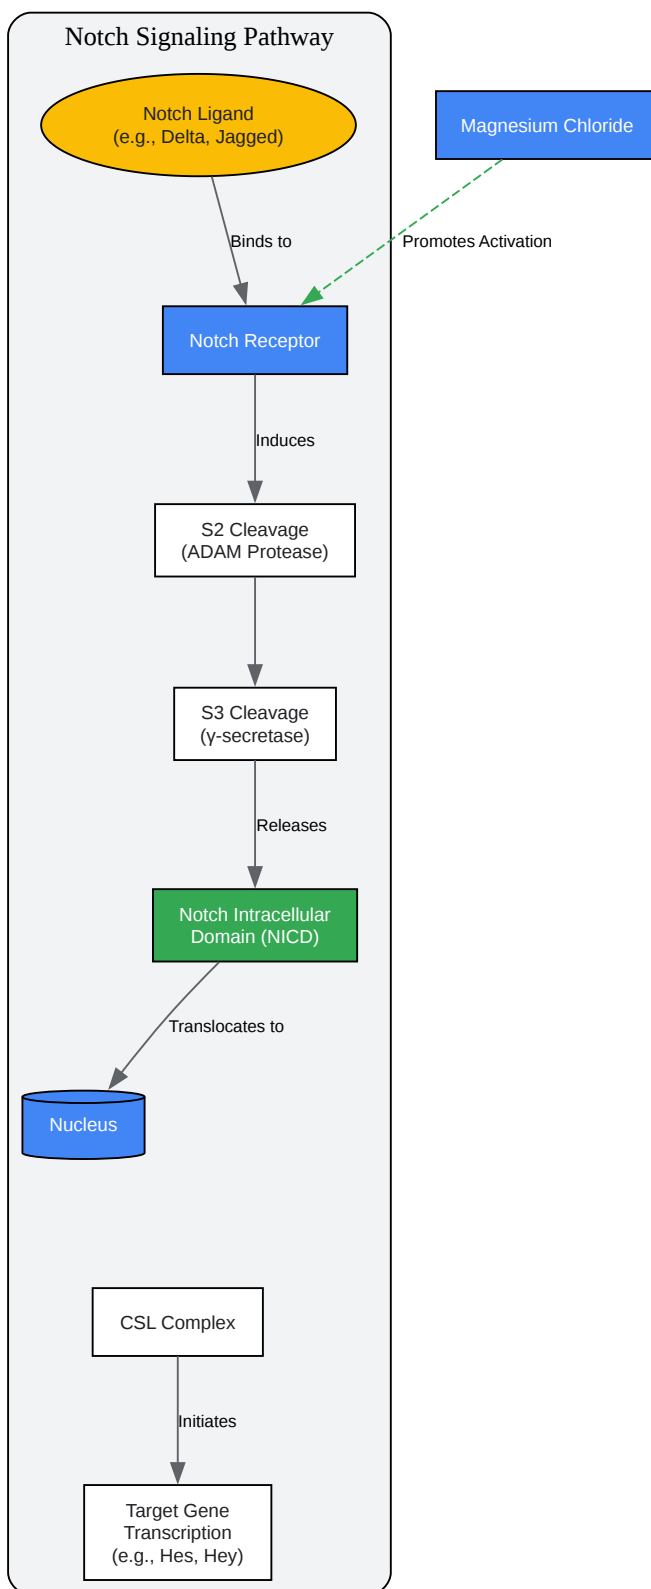 Notch Signaling Pathway
Notch Ligand
(e.g., Delta, Jagged)
Magnesium Chloride
Binds to
Promotes Activation
Notch Receptor
Induces
S2 Cleavage
(ADAM Protease)
S3 Cleavage
(γ-secretase)
Releases
Notch Intracellular
Domain (NICD)
Translocates to
Nucleus
CSL Complex
Initiates
Target Gene
Transcription
(e.g., Hes, Hey)